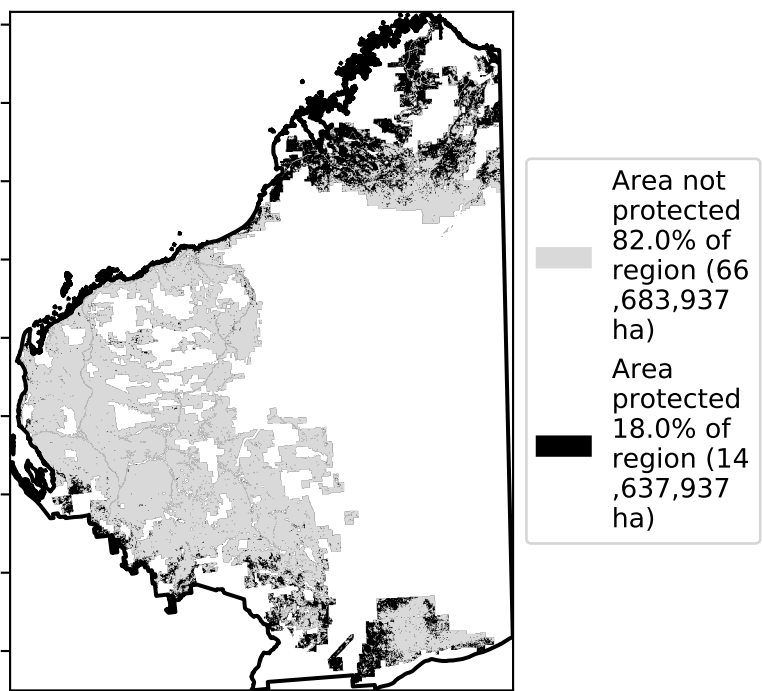 Area not
protected
82.0% of
region (66
,683,937
ha)
Area
protected
18.0% of
region (14
,637,937
ha)